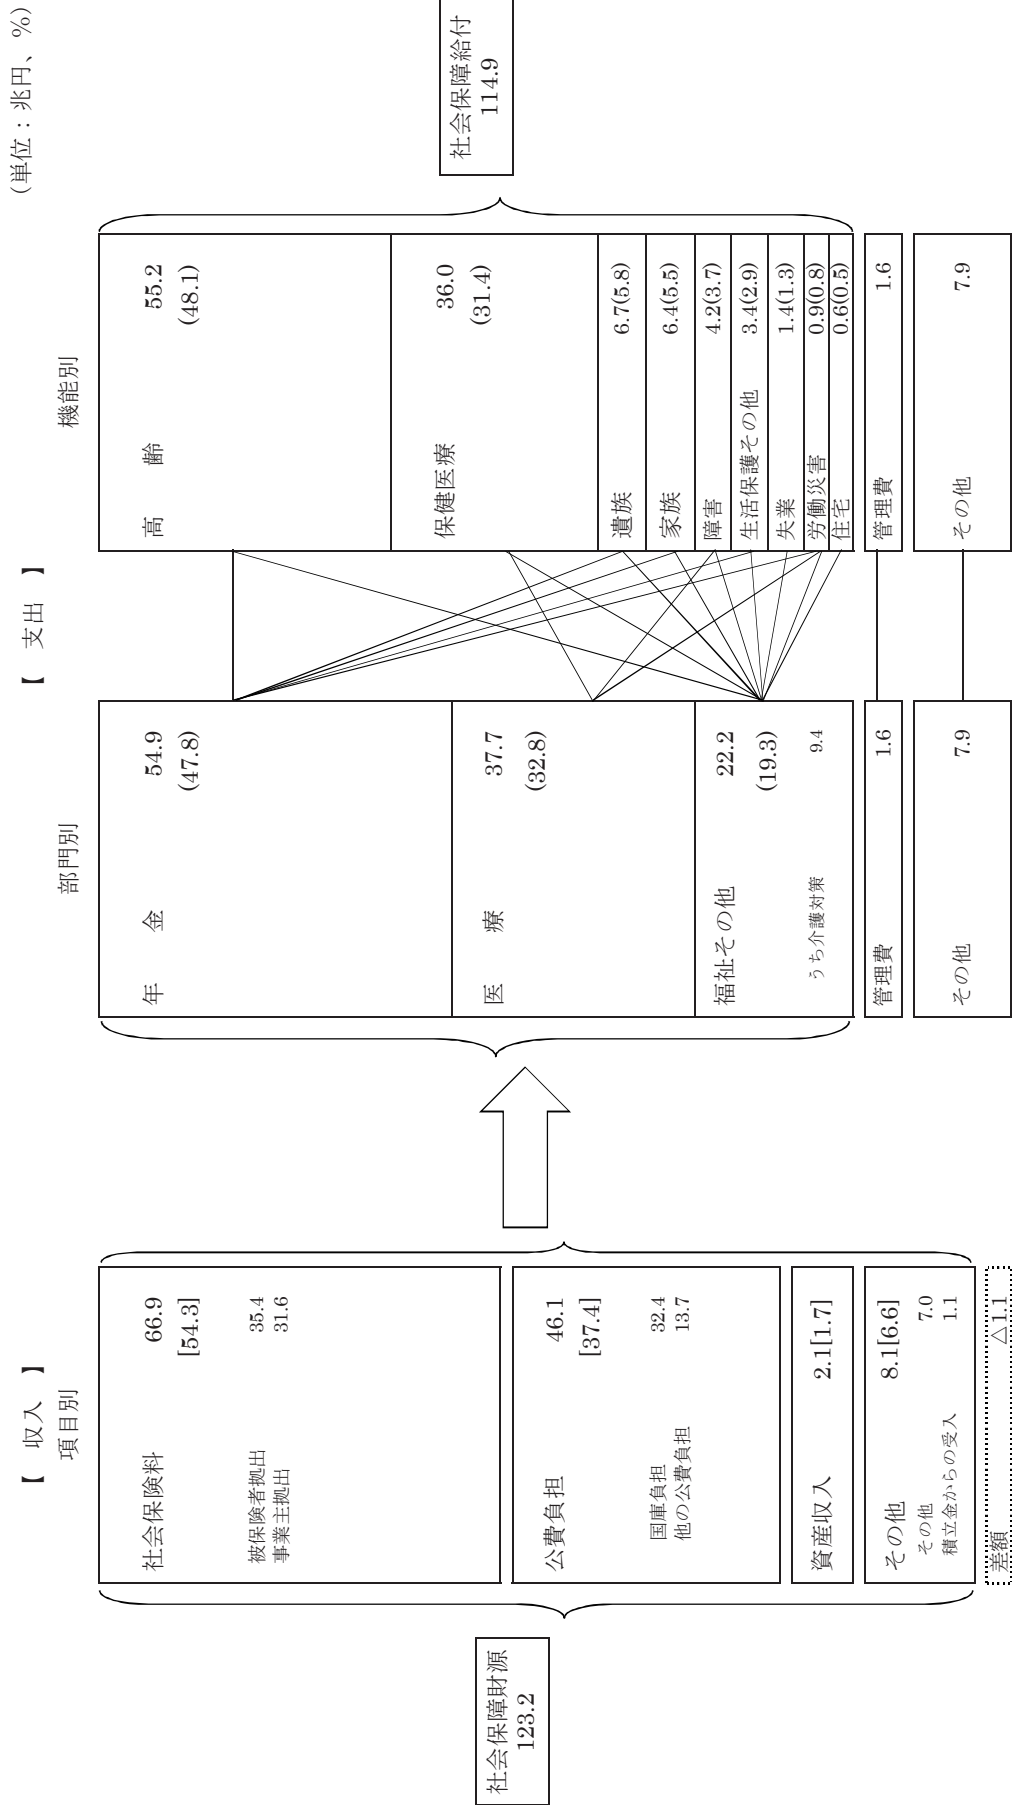 (単位：兆円、％)
【　収入　】
項目別
社会保障財源
123.2
社会保険料
66.9
[54.3]
被保険者拠出 35.4
事業主拠出 31.6
公費負担
46.1
[37.4]
国庫負担 32.4
他の公費負担 13.7
資産収入 2.1[1.7]
その他 8.1[6.6]
その他 7.0
積立金からの受入 1.1
差額 △1.1
【　支出　】
部門別
年　金 54.9
(47.8)
医　療 37.7
(32.8)
福祉その他 22.2
(19.3)
うち介護対策 9.4
管理費 1.6
その他 7.9
機能別
高　齢 55.2
(48.1)
保健医療 36.0
(31.4)
遺族 6.7(5.8)
家族 6.4(5.5)
障害 4.2(3.7)
生活保護その他 3.4(2.9)
失業 1.4(1.3)
労働災害 0.9(0.8)
住宅 0.6(0.5)
管理費 1.6
その他 7.9
社会保障給付
114.9